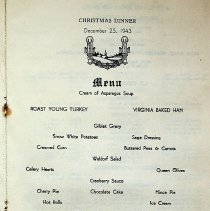 CHRISTMAS DINNER
December 25, 1943
Menu
Cream of Asparagus Soup
ROAST YOUNG TURKEY VIRGINIA BAKED HAM
Giblet Gravy
Snow White Potatoes Sage Dressing
Creamed Corn Buttered Peas & Carrots
Waldorf Salad
Celery Hearts Queen Olives
Cranberry Sauce
Cherry Pie Chocolate Cake Mince Pie
Hot Rolls Ice Cream